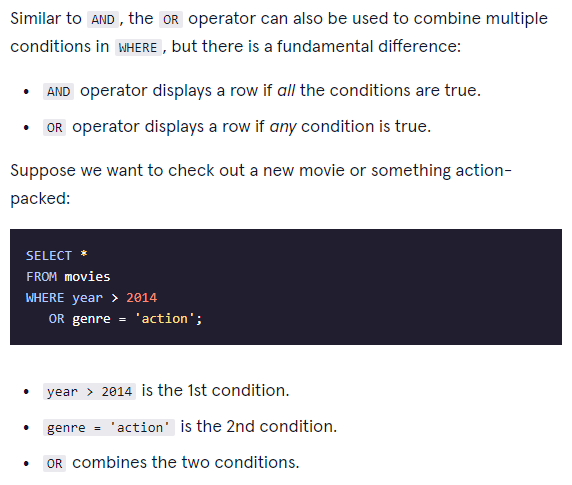 Similar to AND, the OR operator can also be used to combine multiple
conditions in WHERE, but there is a fundamental difference:
• AND operator displays a row if all the conditions are true.
• OR operator displays a row if any condition is true.
Suppose we want to check out a new movie or something action-
packed:
SELECT *
FROM movies
WHERE year > 2014
   OR genre = 'action';
• year > 2014 is the 1st condition.
• genre = 'action' is the 2nd condition.
• OR combines the two conditions.